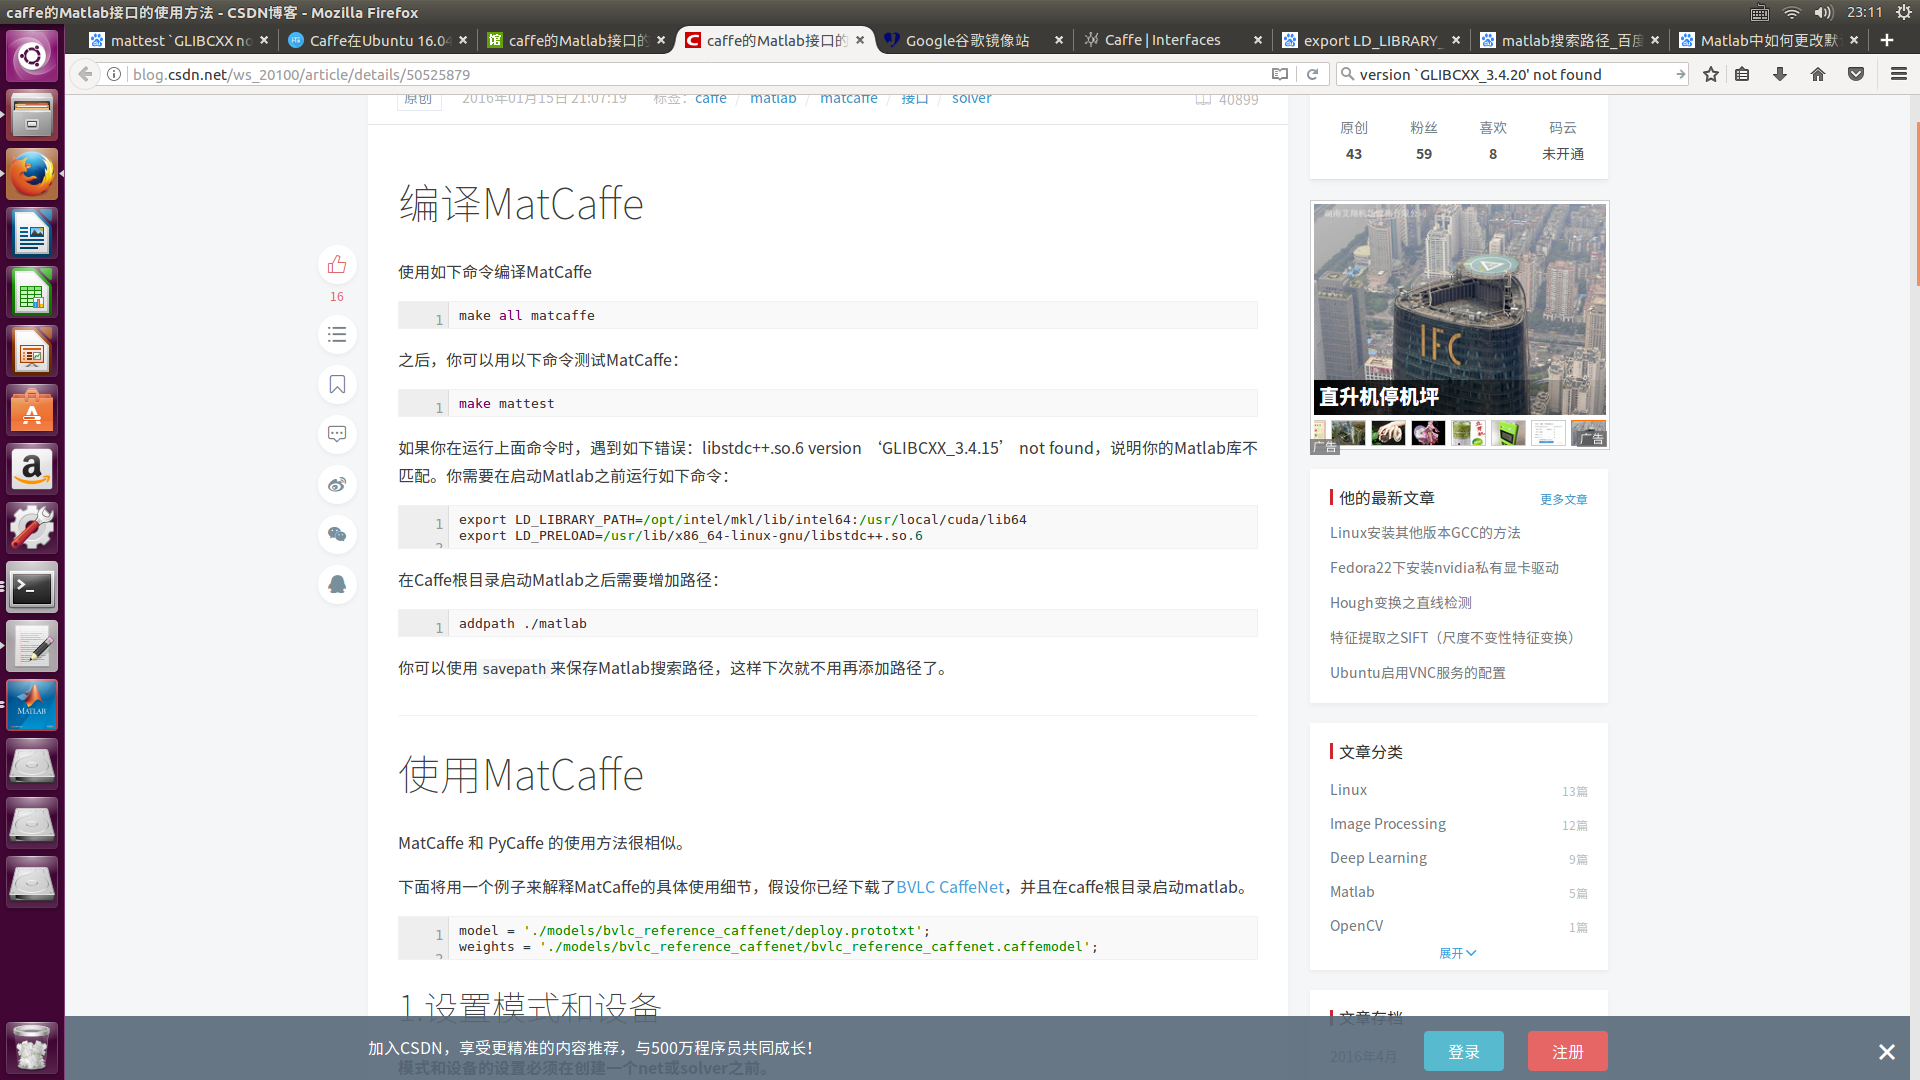 caffe的Matlab接口的使用方法 - CSDN博客 - Mozilla Firefox
23:11
mattest `GLIBCXX no
Caffe在Ubuntu 16.04
caffe的Matlab接口的
caffe的Matlab接口的
Google谷歌镜像站
Caffe | Interfaces
export LD_LIBRARY_
matlab搜索路径_百度
Matlab中如何更改默
blog.csdn.net/ws_20100/article/details/50525879
version `GLIBCXX_3.4.20' not found
原创 2016年01月15日 21:07:19 标签： caffe / matlab / matcaffe / 接口 / solver 40899
编译MatCaffe
使用如下命令编译MatCaffe
1 make all matcaffe
之后，你可以用以下命令测试MatCaffe：
1 make mattest
如果你在运行上面命令时，遇到如下错误：libstdc++.so.6 version ‘GLIBCXX_3.4.15’ not found，说明你的Matlab库不
匹配。你需要在启动Matlab之前运行如下命令：
1 export LD_LIBRARY_PATH=/opt/intel/mkl/lib/intel64:/usr/local/cuda/lib64
2 export LD_PRELOAD=/usr/lib/x86_64-linux-gnu/libstdc++.so.6
在Caffe根目录启动Matlab之后需要增加路径：
1 addpath ./matlab
你可以使用 savepath 来保存Matlab搜索路径，这样下次就不用再添加路径了。
使用MatCaffe
MatCaffe 和 PyCaffe 的使用方法很相似。
下面将用一个例子来解释MatCaffe的具体使用细节，假设你已经下载了BVLC CaffeNet，并且在caffe根目录启动matlab。
1 model = './models/bvlc_reference_caffenet/deploy.prototxt';
2 weights = './models/bvlc_reference_caffenet/bvlc_reference_caffenet.caffemodel';
1.设置模式和设备
模式和设备的设置必须在创建一个net或solver之前。
16
原创 粉丝 喜欢 码云
43 59 8 未开通
IFC
直升机停机坪
广告
广告
他的最新文章
更多文章
Linux安装其他版本GCC的方法
Fedora22下安装nvidia私有显卡驱动
Hough变换之直线检测
特征提取之SIFT（尺度不变性特征变换）
Ubuntu启用VNC服务的配置
文章分类
Linux 13篇
Image Processing 12篇
Deep Learning 9篇
Matlab 5篇
OpenCV 1篇
展开
文章存档
2016年4月
加入CSDN，享受更精准的内容推荐，与500万程序员共同成长！
登录
注册
MATLAB